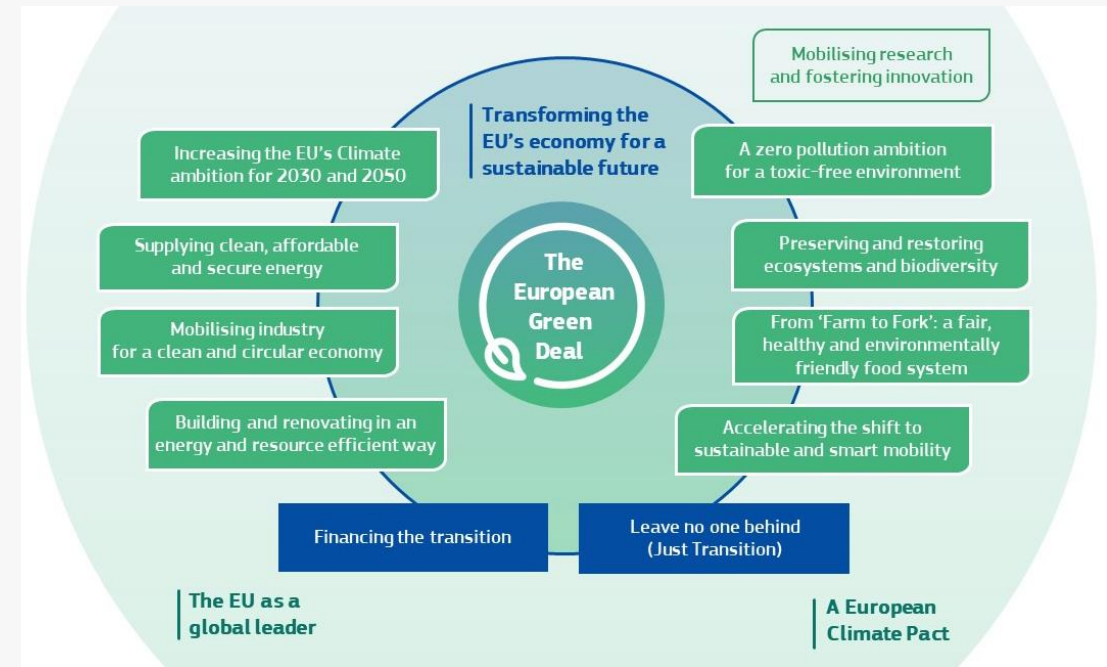 Mobilising research
and fostering innovation
Transforming the
EU's economy for a
sustainable future
Increasing the EU's Climate
ambition for 2030 and 2050
A zero pollution ambition
for a toxic-free environment
Supplying clean, affordable
and secure energy
Preserving and restoring
ecosystems and biodiversity
The
European
Green
Deal
Mobilising industry
for a clean and circular economy
From ‘Farm to Fork’: a fair,
healthy and environmentally
friendly food system
Building and renovating in an
energy and resource efficient way
Accelerating the shift to
sustainable and smart mobility
Financing the transition
Leave no one behind
(Just Transition)
The EU as a
global leader
A European
Climate Pact